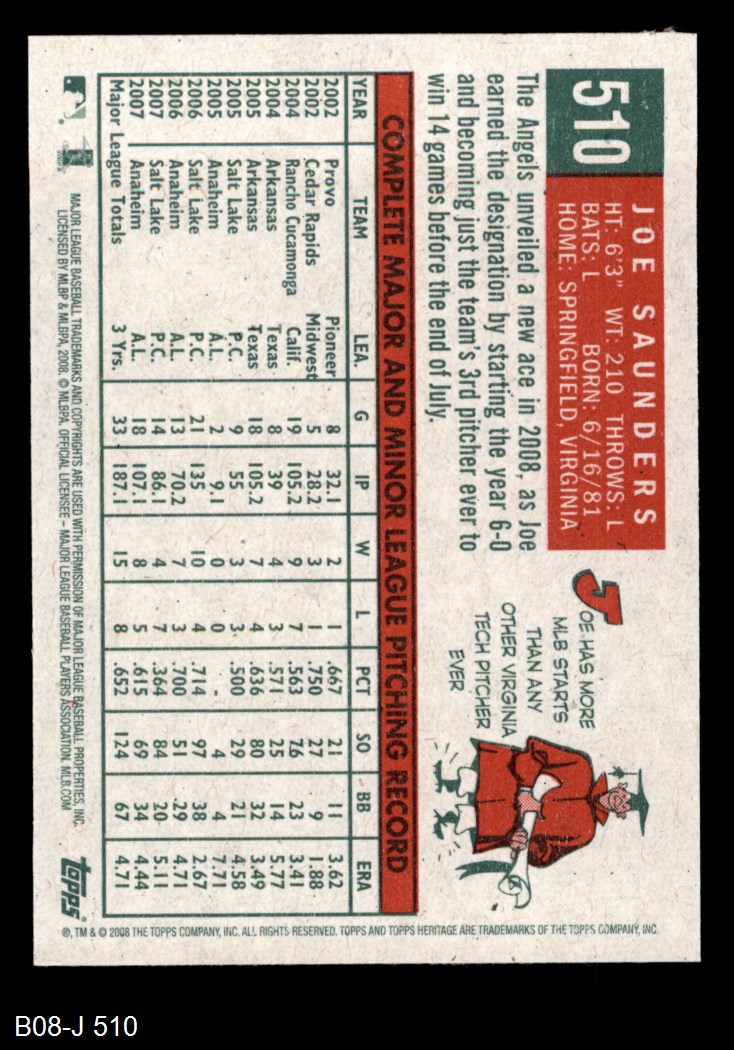 510
JOE SAUNDERS
HT: 6'3" WT: 210 THROWS: L
BATS: L BORN: 6/16/81
HOME: SPRINGFIELD, VIRGINIA
The Angels unveiled a new ace in 2008, as Joe
earned the designation by starting the year 6-0
and becoming just the team's 3rd pitcher ever to
win 14 games before the end of July.
JOE HAS MORE
MLB STARTS
THAN ANY
OTHER VIRGINIA
TECH PITCHER
EVER
COMPLETE MAJOR AND MINOR LEAGUE PITCHING RECORD
YEAR TEAM LEA. G IP W L PCT SO BB ERA
2002 Provo Pioneer 8 32.1 2 1 .667 21 11 3.62
2002 Cedar Rapids Midwest 5 28.2 3 1 .750 27 9 1.88
2004 Rancho Cucamonga Calif. 19 105.2 9 7 .563 76 23 3.41
2004 Arkansas Texas 8 39 4 3 .571 25 14 5.77
2005 Arkansas Texas 18 105.2 7 4 .636 80 32 3.49
2005 Salt Lake P.C. 9 55 3 3 .500 29 21 4.58
2005 Anaheim A.L. 2 9.1 0 0 - 4 4 7.71
2006 Salt Lake P.C. 21 135 10 4 .714 97 38 2.67
2006 Anaheim A.L. 13 70.2 7 3 .700 51 29 4.71
2007 Salt Lake P.C. 14 86.1 4 7 .364 84 20 5.11
2007 Anaheim A.L. 18 107.1 8 5 .615 69 34 4.44
Major League Totals 3 Yrs. 33 187.1 15 8 .652 124 67 4.71
MAJOR LEAGUE BASEBALL TRADEMARKS AND COPYRIGHTS ARE USED WITH PERMISSION OF MAJOR LEAGUE BASEBALL PROPERTIES, INC.
LICENSED BY MLBP & MLBPA, 2008. © MLBPA. OFFICIAL LICENSEE – MAJOR LEAGUE BASEBALL PLAYERS ASSOCIATION. MLB.COM
topps
®, TM & © 2008 THE TOPPS COMPANY, INC. ALL RIGHTS RESERVED. TOPPS AND TOPPS HERITAGE ARE TRADEMARKS OF THE TOPPS COMPANY, INC.
B08-J 510